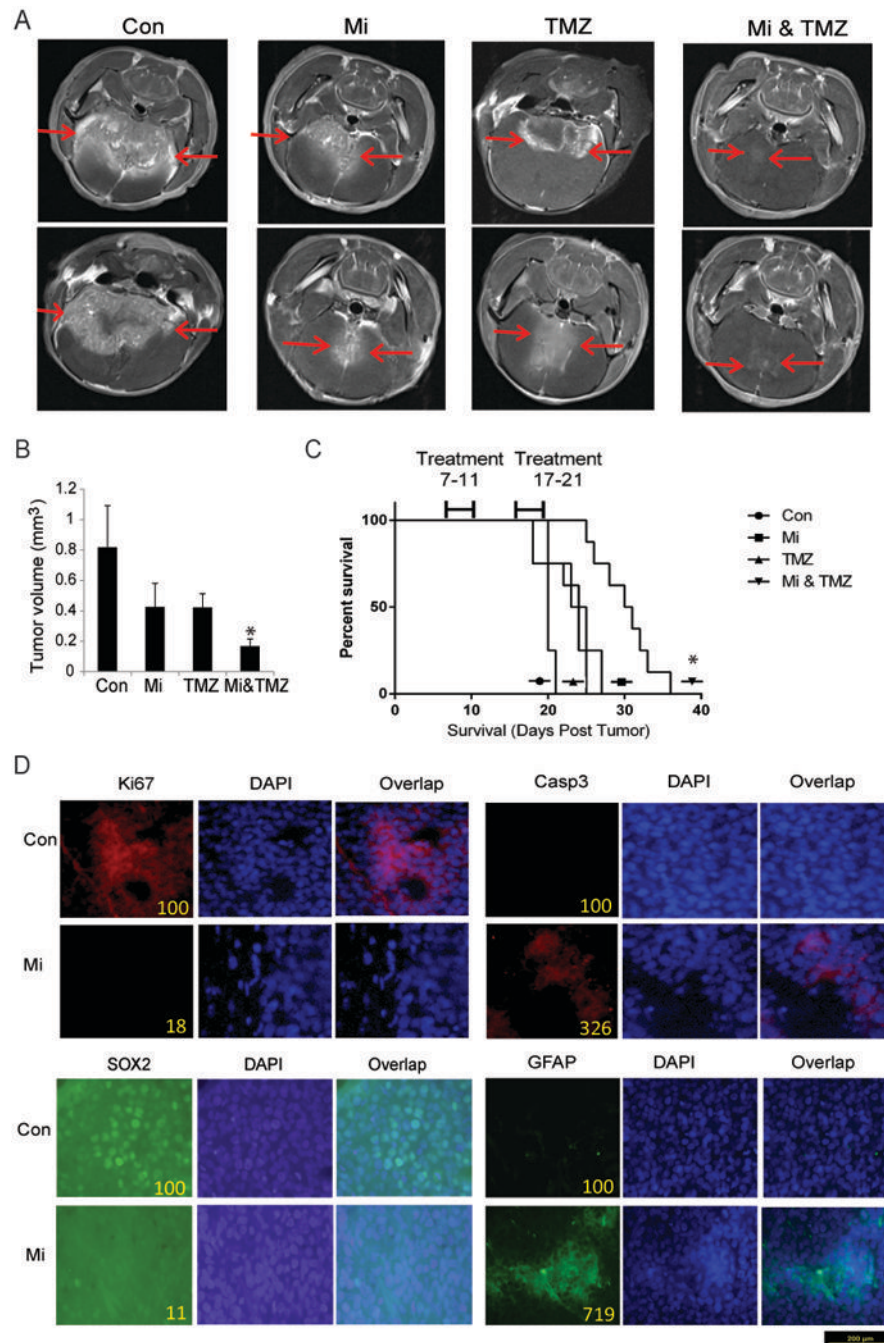 A
Con Mi TMZ Mi & TMZ
B
Tumor volume (mm3)
1.2
1
0.8
0.6
0.4
0.2
0
*
Con Mi TMZ Mi&TMZ
C
Treatment Treatment
7-11 17-21
Percent survival
100
50
0
0 10 20 30 40
Survival (Days Post Tumor)
*
Con
Mi
TMZ
Mi & TMZ
D
Ki67 DAPI Overlap Casp3 DAPI Overlap
Con
100 100
Mi
18 326
SOX2 DAPI Overlap GFAP DAPI Overlap
Con
100 100
Mi
11 719
200 µm